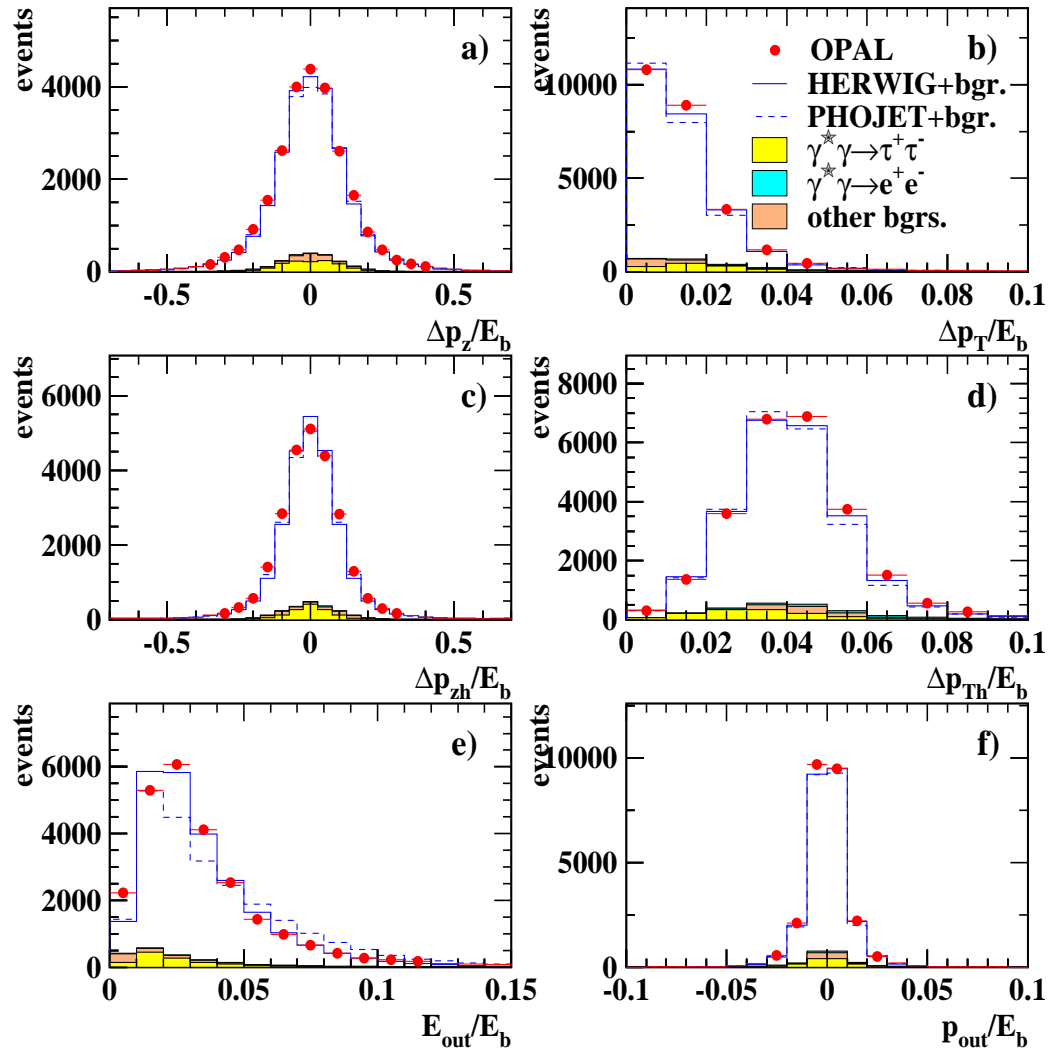 events
a)
4000
2000
0
-0.5
0
0.5
Δp_z/E_b
events
b)
OPAL
HERWIG+bgr.
PHOJET+bgr.
γ*γ→τ⁺τ⁻
γ*γ→e⁺e⁻
other bgrs.
10000
5000
0
0
0.02
0.04
0.06
0.08
0.1
Δp_T/E_b
events
c)
6000
4000
2000
0
-0.5
0
0.5
Δp_zh/E_b
events
d)
8000
6000
4000
2000
0
0
0.02
0.04
0.06
0.08
0.1
Δp_Th/E_b
events
e)
6000
4000
2000
0
0
0.05
0.1
0.15
E_out/E_b
events
f)
10000
5000
0
-0.1
-0.05
0
0.05
0.1
p_out/E_b